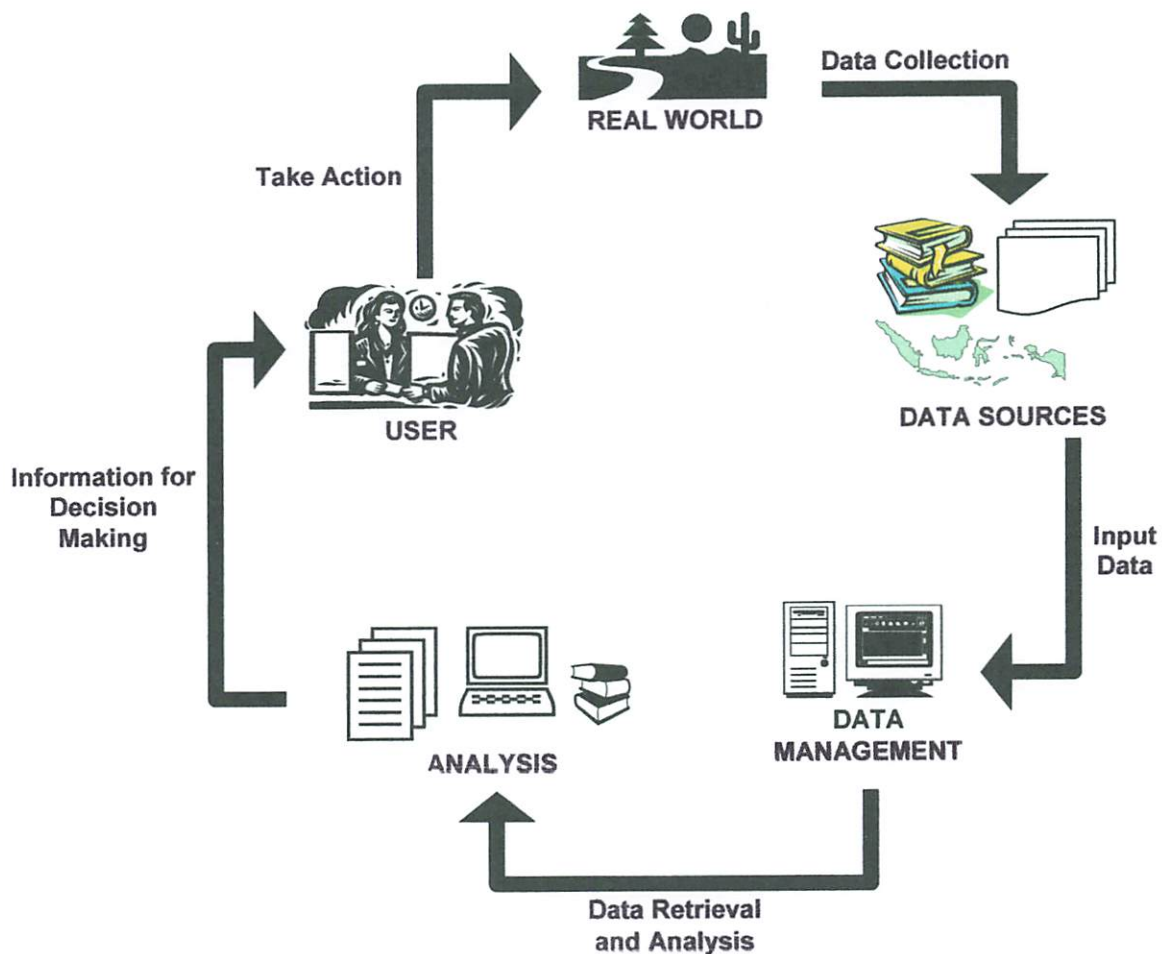 Data Collection
REAL WORLD
Take Action
DATA SOURCES
USER
Information for
Decision
Making
Input
Data
DATA
MANAGEMENT
ANALYSIS
Data Retrieval
and Analysis